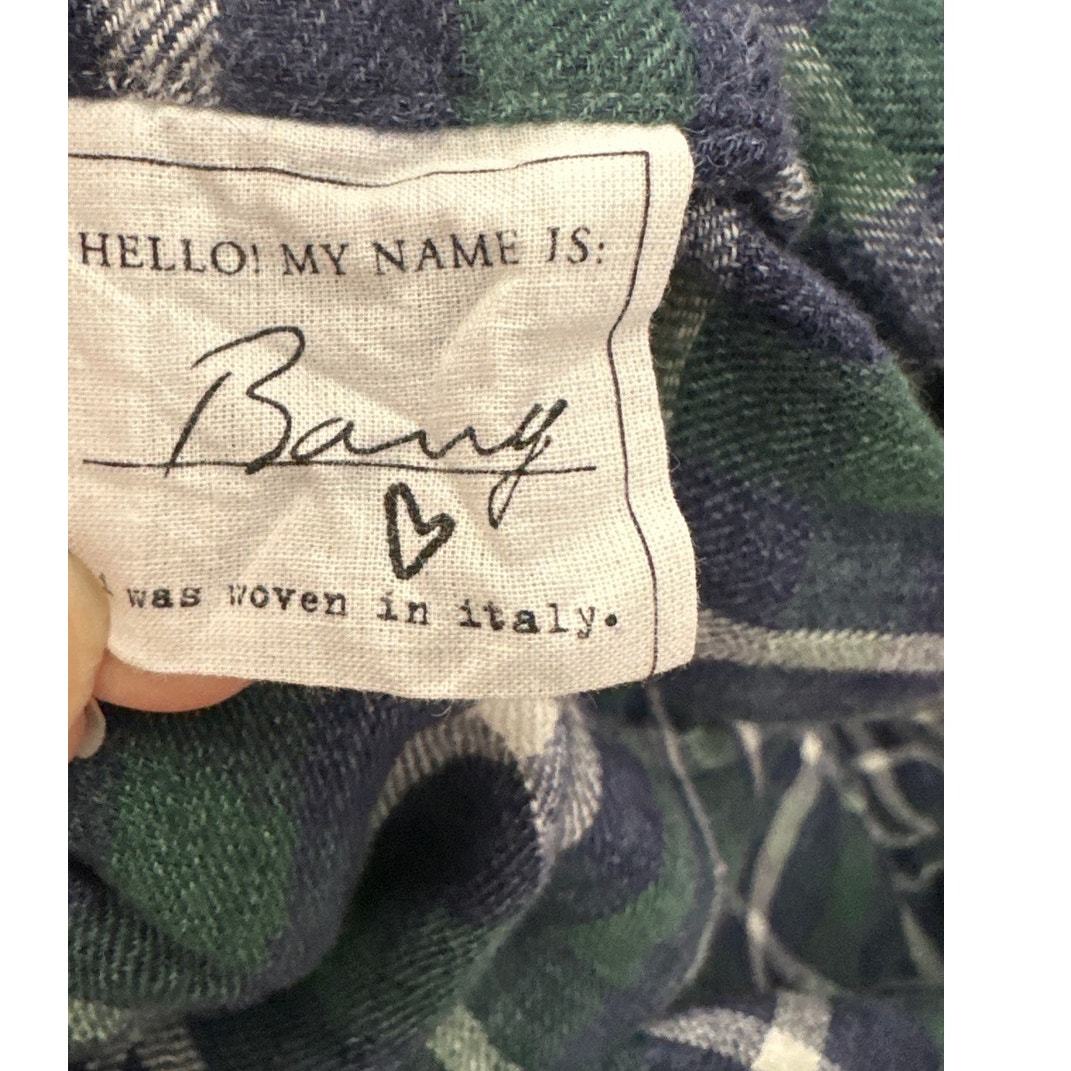 HELLO! MY NAME IS:
Barry
was woven in italy.